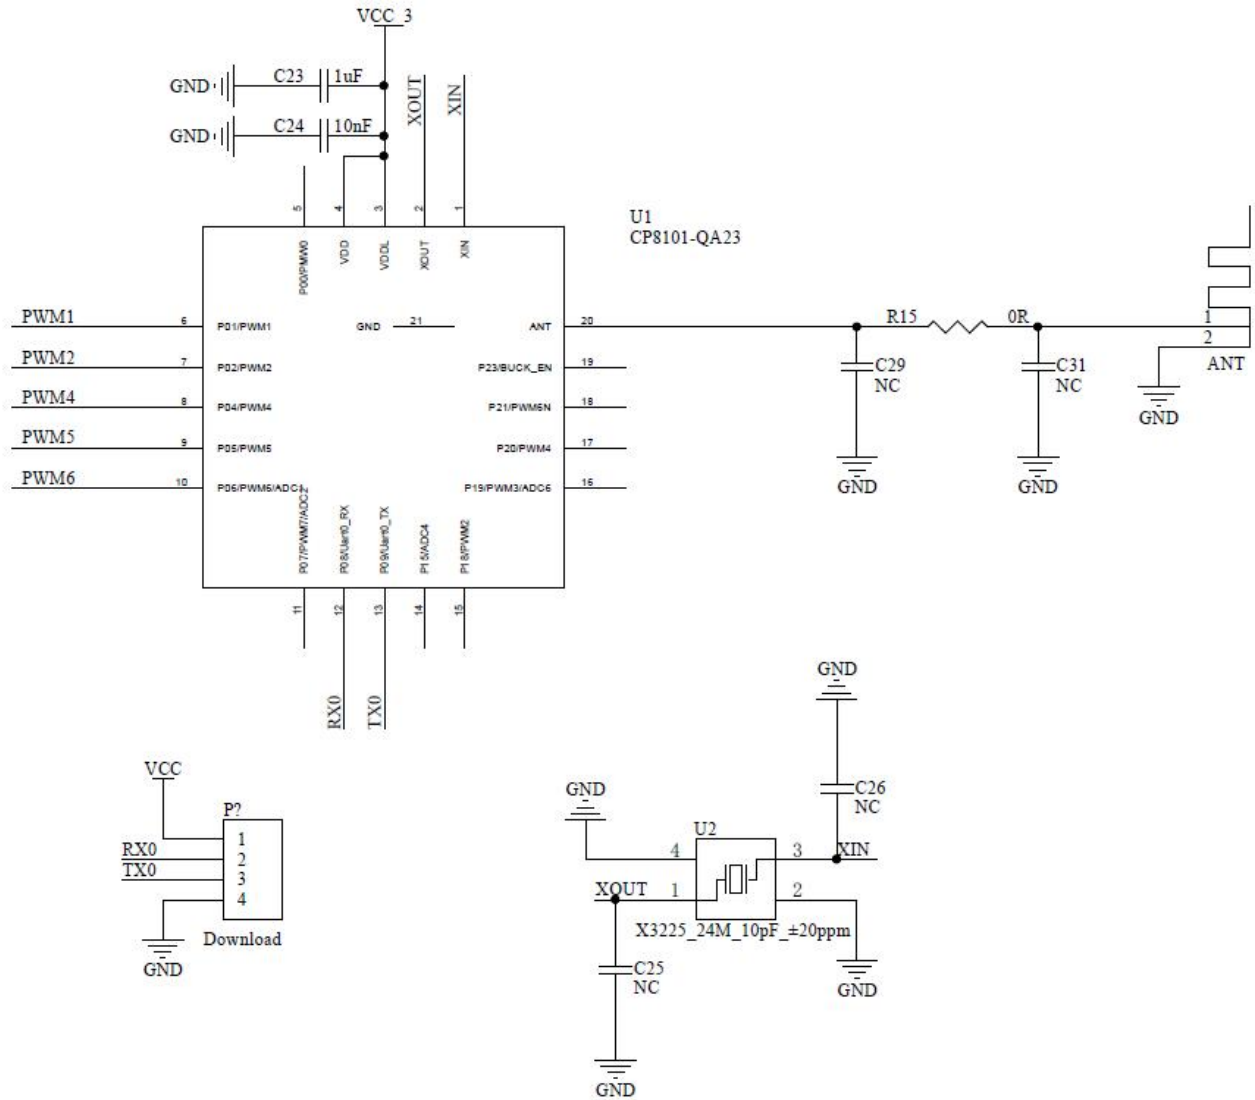 VCC_3
GND
C23
1uF
GND
C24
10nF
XOUT
XIN
5
4
3
2
1
P00/PMW0
VDD
VDDL
XOUT
XIN
U1
CP8101-QA23
PWM1
6
P01/PWM1
GND
21
ANT
20
PWM2
7
P02/PWM2
P23/BUCK_EN
19
PWM4
8
P04/PWM4
P21/PWM5N
18
PWM5
9
P05/PWM5
P20/PWM4
17
PWM6
10
P06/PWM6/ADC3
P19/PWM3/ADC6
16
P07/PWM7/ADC2
P08/Uart0_RX
P09/Uart0_TX
P15/ADC4
P18/PWM2
11
12
13
14
15
RX0
TX0
R15
0R
C29
NC
GND
C31
NC
GND
1
2
ANT
GND
VCC
P?
1
RX0
2
TX0
3
4
Download
GND
GND
C26
NC
GND
U2
4
3
XIN
XOUT
1
2
X3225_24M_10pF_±20ppm
C25
NC
GND
GND